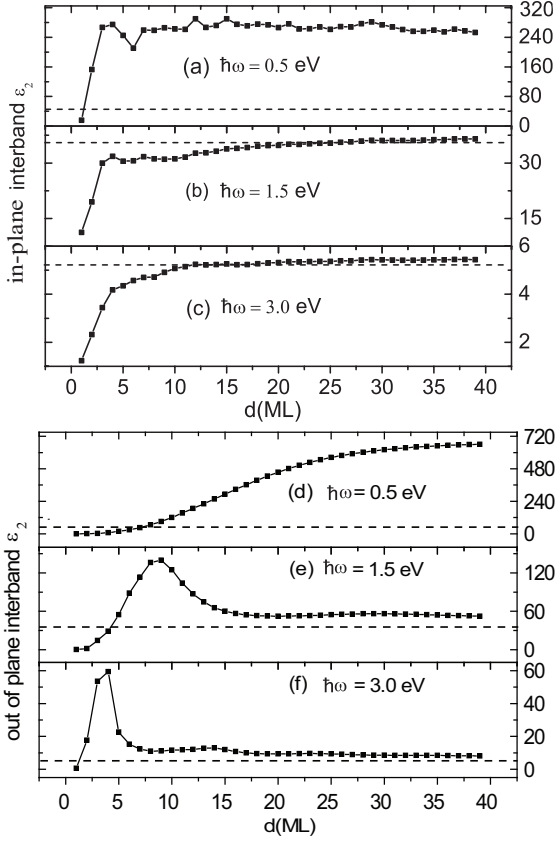 320
240
160
80
0
(a) ħω = 0.5 eV
30
15
(b) ħω = 1.5 eV
6
4
2
(c) ħω = 3.0 eV
in-plane interband ε₂
0 5 10 15 20 25 30 35 40
d(ML)
720
480
240
0
(d) ħω = 0.5 eV
120
60
0
(e) ħω = 1.5 eV
60
40
20
0
(f) ħω = 3.0 eV
out of plane interband ε₂
0 5 10 15 20 25 30 35 40
d(ML)